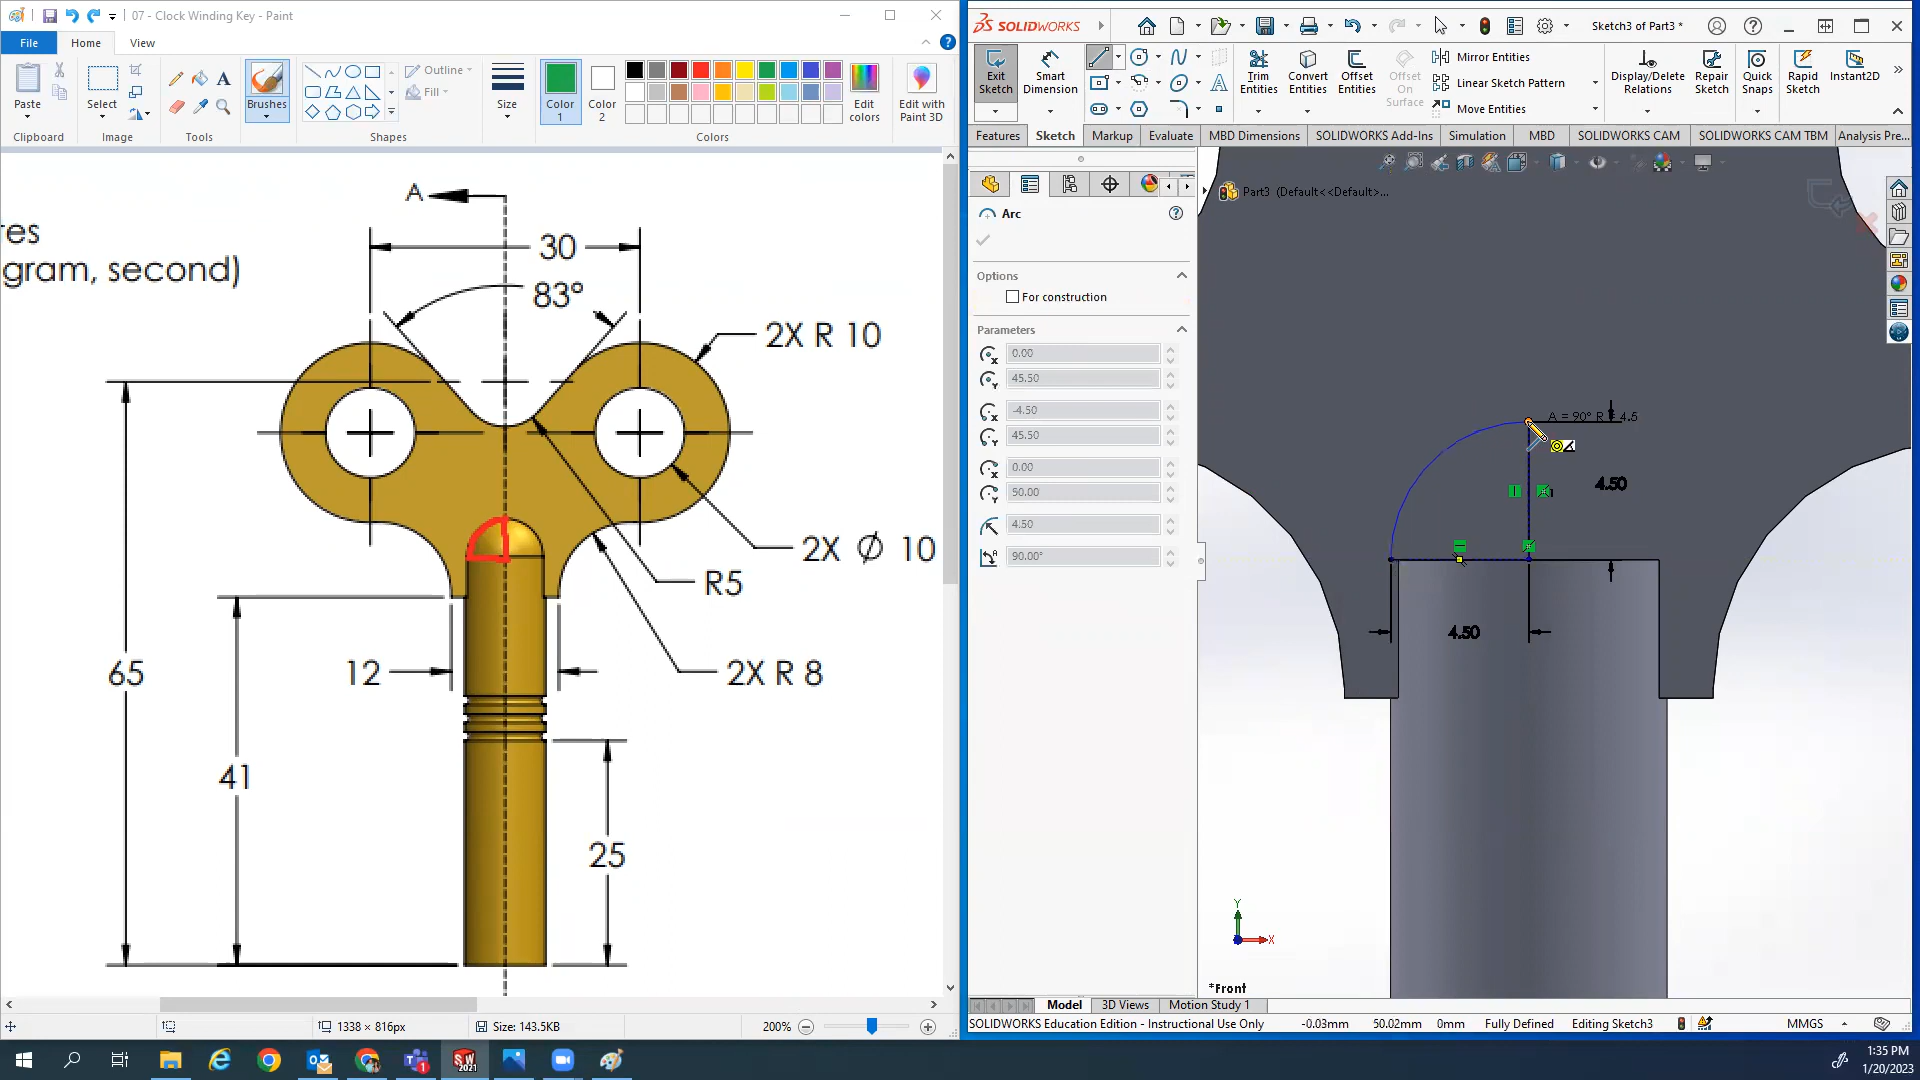 07 - Clock Winding Key - Paint
File Home View
Paste
Clipboard
Select
Image
A
Tools
Brushes
Outline
Fill
Shapes
Size
Color
1
Color
2
Edit
colors
Edit with
Paint 3D
Colors
res
gram, second)
A
30
83°
2X R 10
2X Ø 10
R5
2X R 8
12
65
41
25
1338 × 816px
Size: 143.5KB
200%
SOLIDWORKS
Sketch3 of Part3 *
Exit
Sketch
Smart
Dimension
Trim
Entities
Convert
Entities
Offset
Entities
Offset
On
Surface
Mirror Entities
Linear Sketch Pattern
Move Entities
Display/Delete
Relations
Repair
Sketch
Quick
Snaps
Rapid
Sketch
Instant2D
Features Sketch Markup Evaluate MBD Dimensions SOLIDWORKS Add-Ins Simulation MBD SOLIDWORKS CAM SOLIDWORKS CAM TBM Analysis Pre...
Part3 (Default<<Default>...
Arc
Options
For construction
Parameters
0.00
45.50
-4.50
45.50
0.00
50.00
4.50
90.00°
A = 90° R = 4.5
4.50
4.50
Y
X
*Front
Model 3D Views Motion Study 1
SOLIDWORKS Education Edition - Instructional Use Only -0.03mm 50.02mm 0mm Fully Defined Editing Sketch3 MMGS
SW
2021
1
1:35 PM
1/20/2023